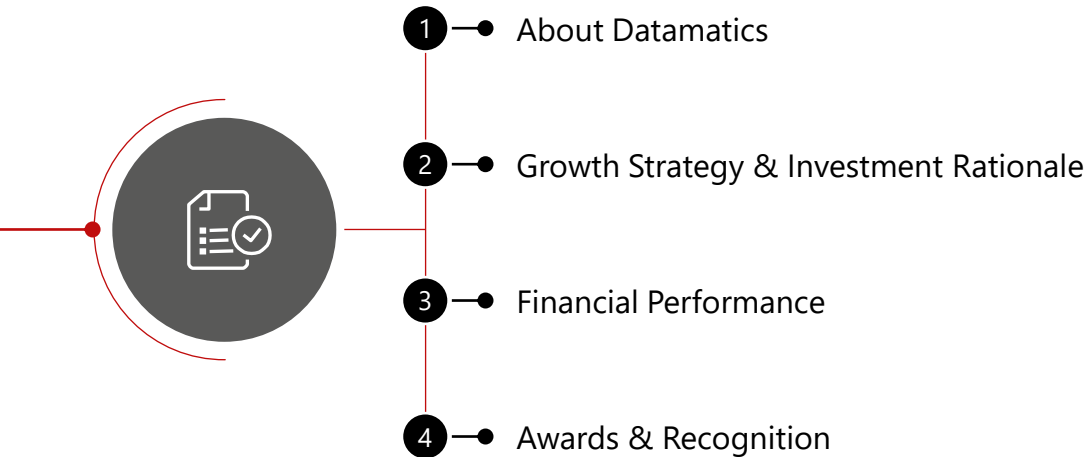 1 About Datamatics
2 Growth Strategy & Investment Rationale
3 Financial Performance
4 Awards & Recognition